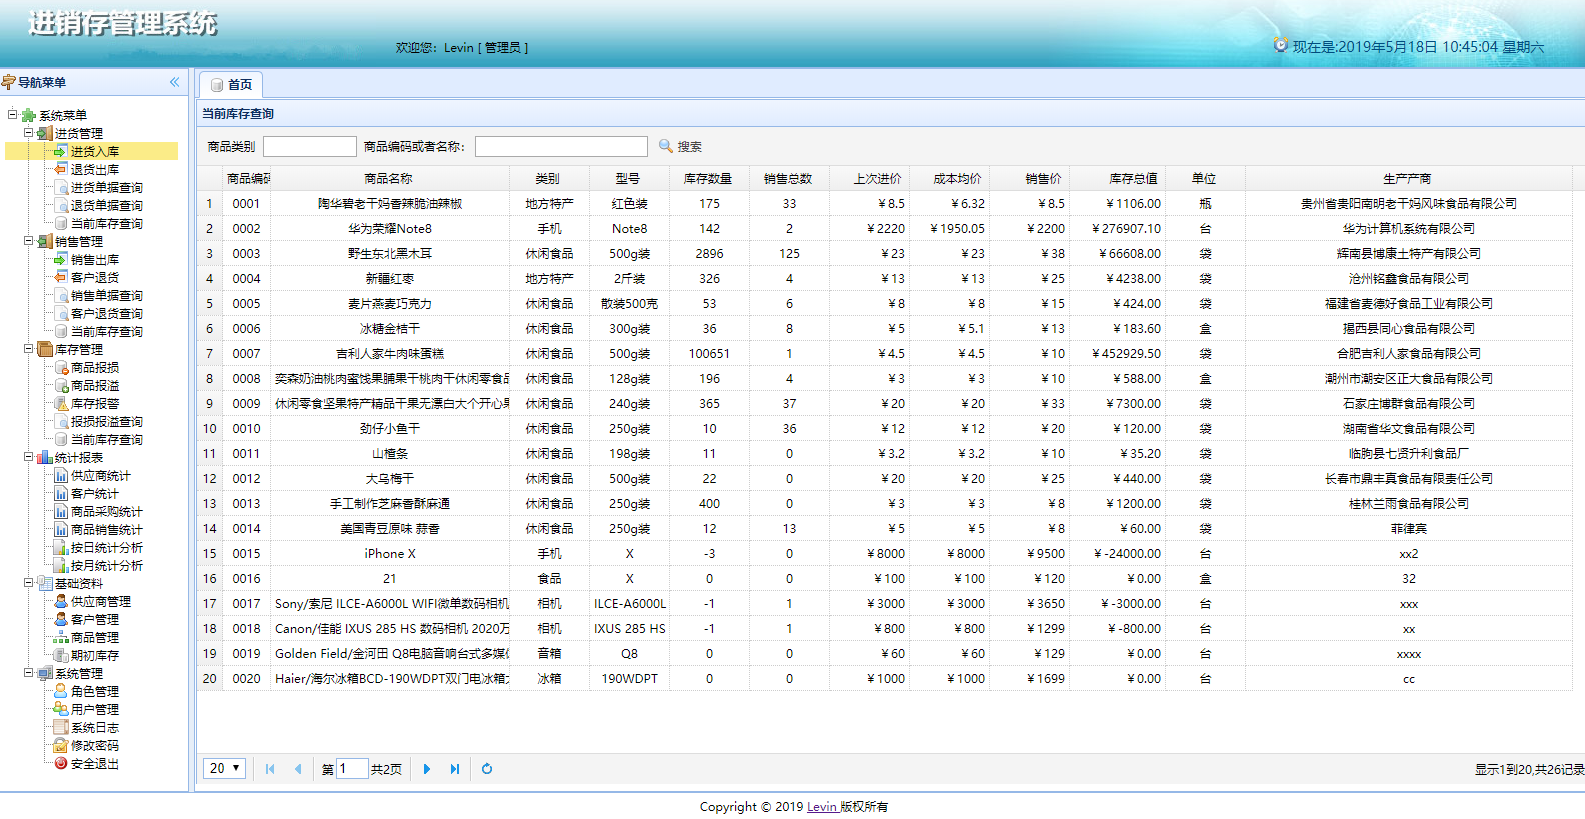 进销存管理系统
欢迎您：Levin [ 管理员 ]
现在是:2019年5月18日 10:45:04 星期六
导航菜单
系统菜单
进货管理
进货入库
退货出库
进货单据查询
退货单据查询
当前库存查询
销售管理
销售出库
客户退货
销售单据查询
客户退货查询
当前库存查询
库存管理
商品报损
商品报溢
库存报警
报损报溢查询
当前库存查询
统计报表
供应商统计
客户统计
商品采购统计
商品销售统计
按日统计分析
按月统计分析
基础资料
供应商管理
客户管理
商品管理
期初库存
系统管理
角色管理
用户管理
系统日志
修改密码
安全退出
首页
当前库存查询
商品类别 商品编码或者名称： 搜索
商品编码 商品名称 类别 型号 库存数量 销售总数 上次进价 成本均价 销售价 库存总值 单位 生产产商
1 0001 陶华碧老干妈香辣脆油辣椒 地方特产 红色装 175 33 ￥8.5 ￥6.32 ￥8.5 ￥1106.00 瓶 贵州省贵阳南明老干妈风味食品有限公司
2 0002 华为荣耀Note8 手机 Note8 142 2 ￥2220 ￥1950.05 ￥2200 ￥276907.10 台 华为计算机系统有限公司
3 0003 野生东北黑木耳 休闲食品 500g装 2896 125 ￥23 ￥23 ￥38 ￥66608.00 袋 辉南县博康土特产有限公司
4 0004 新疆红枣 地方特产 2斤装 326 4 ￥13 ￥13 ￥25 ￥4238.00 袋 沧州铭鑫食品有限公司
5 0005 麦片燕麦巧克力 休闲食品 散装500克 53 6 ￥8 ￥8 ￥15 ￥424.00 袋 福建省麦德好食品工业有限公司
6 0006 冰糖金桔干 休闲食品 300g装 36 8 ￥5 ￥5.1 ￥13 ￥183.60 盒 揭西县同心食品有限公司
7 0007 吉利人家牛肉味蛋糕 休闲食品 500g装 100651 1 ￥4.5 ￥4.5 ￥10 ￥452929.50 袋 合肥吉利人家食品有限公司
8 0008 奕森奶油桃肉蜜饯果脯果干桃肉干休闲零食品 休闲食品 128g装 196 4 ￥3 ￥3 ￥10 ￥588.00 盒 潮州市潮安区正大食品有限公司
9 0009 休闲零食坚果特产精品干果无漂白大个开心果 休闲食品 240g装 365 37 ￥20 ￥20 ￥33 ￥7300.00 袋 石家庄博群食品有限公司
10 0010 劲仔小鱼干 休闲食品 250g装 10 36 ￥12 ￥12 ￥20 ￥120.00 袋 湖南省华文食品有限公司
11 0011 山楂条 休闲食品 198g装 11 0 ￥3.2 ￥3.2 ￥10 ￥35.20 袋 临朐县七贤升利食品厂
12 0012 大乌梅干 休闲食品 500g装 22 0 ￥20 ￥20 ￥25 ￥440.00 袋 长春市鼎丰真食品有限责任公司
13 0013 手工制作芝麻香酥麻通 休闲食品 250g装 400 0 ￥3 ￥3 ￥8 ￥1200.00 袋 桂林兰雨食品有限公司
14 0014 美国青豆原味 蒜香 休闲食品 250g装 12 13 ￥5 ￥5 ￥8 ￥60.00 袋 菲律宾
15 0015 iPhone X 手机 X -3 0 ￥8000 ￥8000 ￥9500 ￥-24000.00 台 xx2
16 0016 21 食品 X 0 0 ￥100 ￥100 ￥120 ￥0.00 盒 32
17 0017 Sony/索尼 ILCE-A6000L WIFI微单数码相机 相机 ILCE-A6000L -1 1 ￥3000 ￥3000 ￥3650 ￥-3000.00 台 xxx
18 0018 Canon/佳能 IXUS 285 HS 数码相机 2020万 相机 IXUS 285 HS -1 1 ￥800 ￥800 ￥1299 ￥-800.00 台 xx
19 0019 Golden Field/金河田 Q8电脑音响台式多媒体 音箱 Q8 0 0 ￥60 ￥60 ￥129 ￥0.00 台 xxxx
20 0020 Haier/海尔冰箱BCD-190WDPT双门电冰箱大 冰箱 190WDPT 0 0 ￥1000 ￥1000 ￥1699 ￥0.00 台 cc
20 第 1 共2页 显示1到20,共26记录
Copyright © 2019 Levin 版权所有